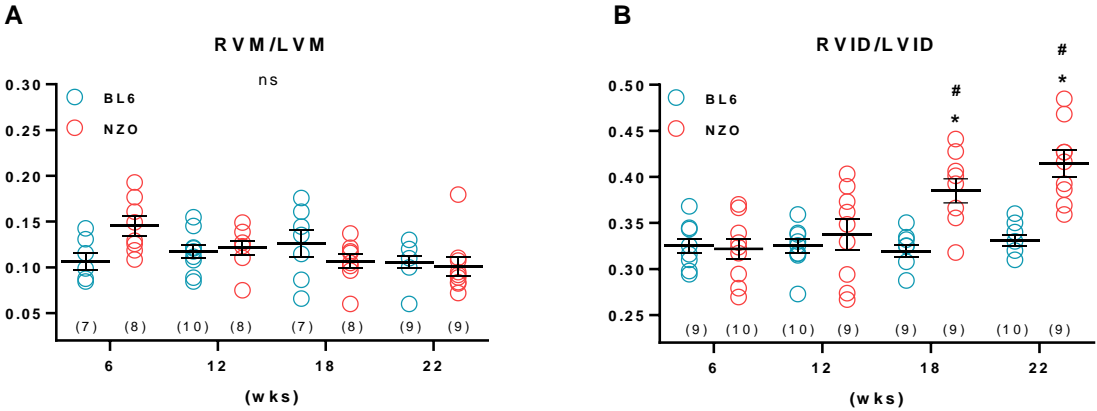 A
RVM/LVM
ns
BL6
NZO
0.30
0.25
0.20
0.15
0.10
0.05
(7) (8) (10) (8) (7) (8) (9) (9)
6 12 18 22
(wks)
B
RVID/LVID
#
*
#
*
BL6
NZO
0.50
0.45
0.40
0.35
0.30
0.25
(9) (10) (10) (9) (9) (9) (10) (9)
6 12 18 22
(wks)